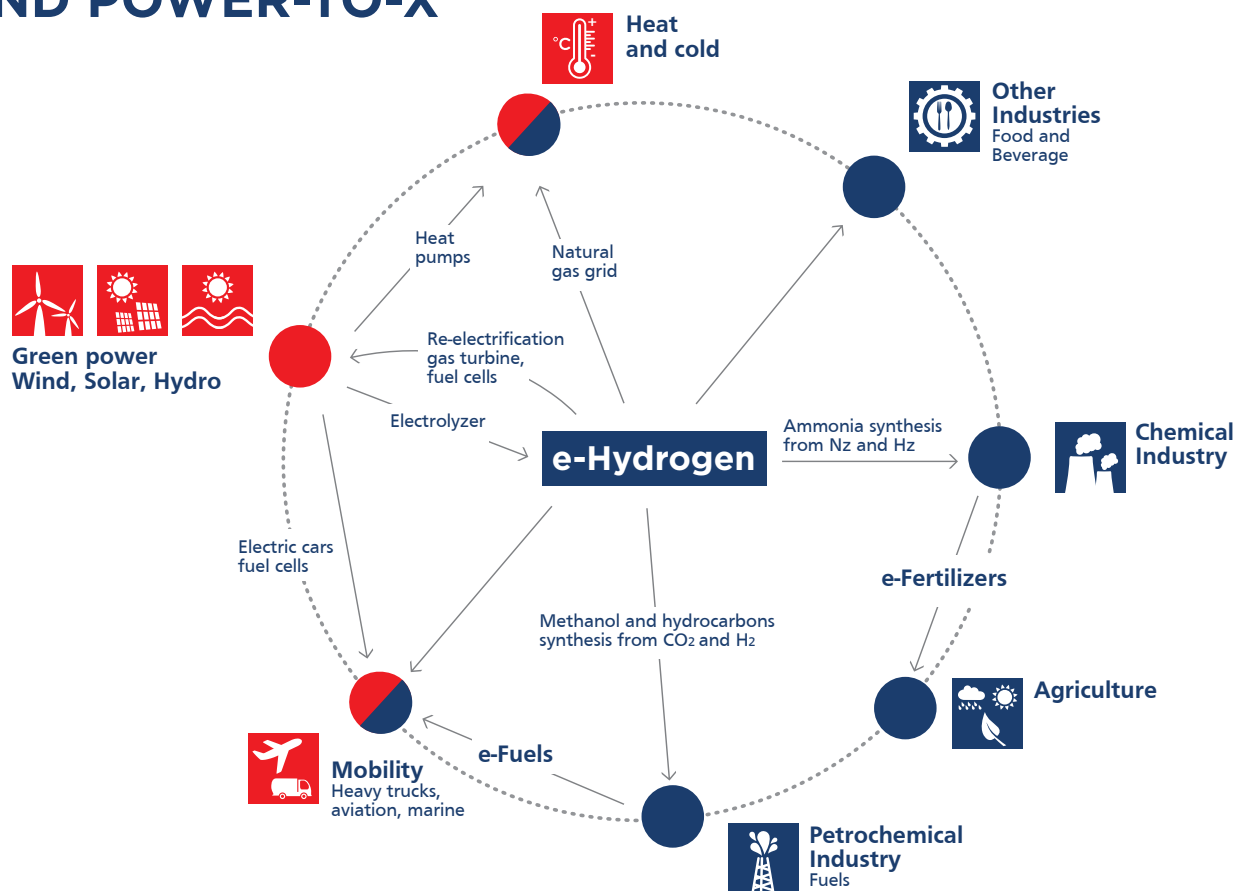 ND POWER-TO-X
°C
Heat
and cold
Other
Industries
Food and
Beverage
Heat
pumps
Natural
gas grid
Green power
Wind, Solar, Hydro
Re-electrification
gas turbine,
fuel cells
Electrolyzer
e-Hydrogen
Ammonia synthesis
from Nz and Hz
Chemical
Industry
Electric cars
fuel cells
e-Fertilizers
Methanol and hydrocarbons
synthesis from CO2 and H2
Agriculture
e-Fuels
Mobility
Heavy trucks,
aviation, marine
Petrochemical
Industry
Fuels